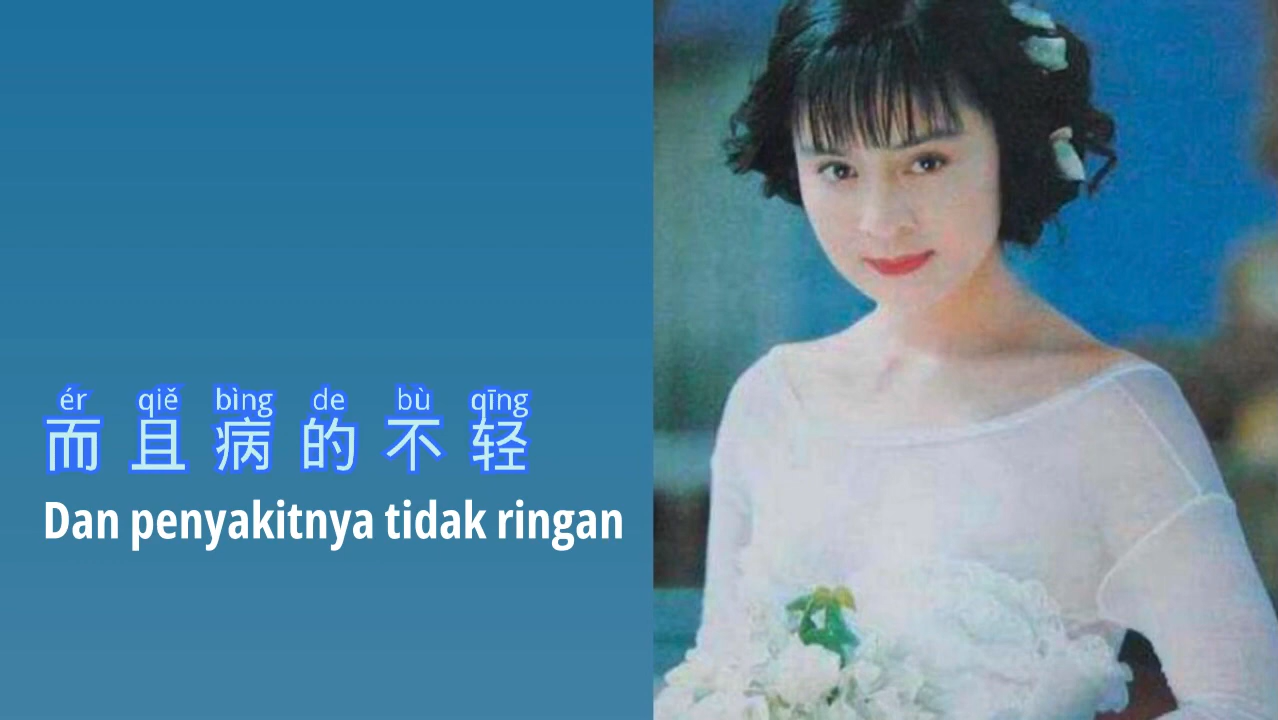 ér qiě bìng de bù qīng
而且病的不轻
Dan penyakitnya tidak ringan